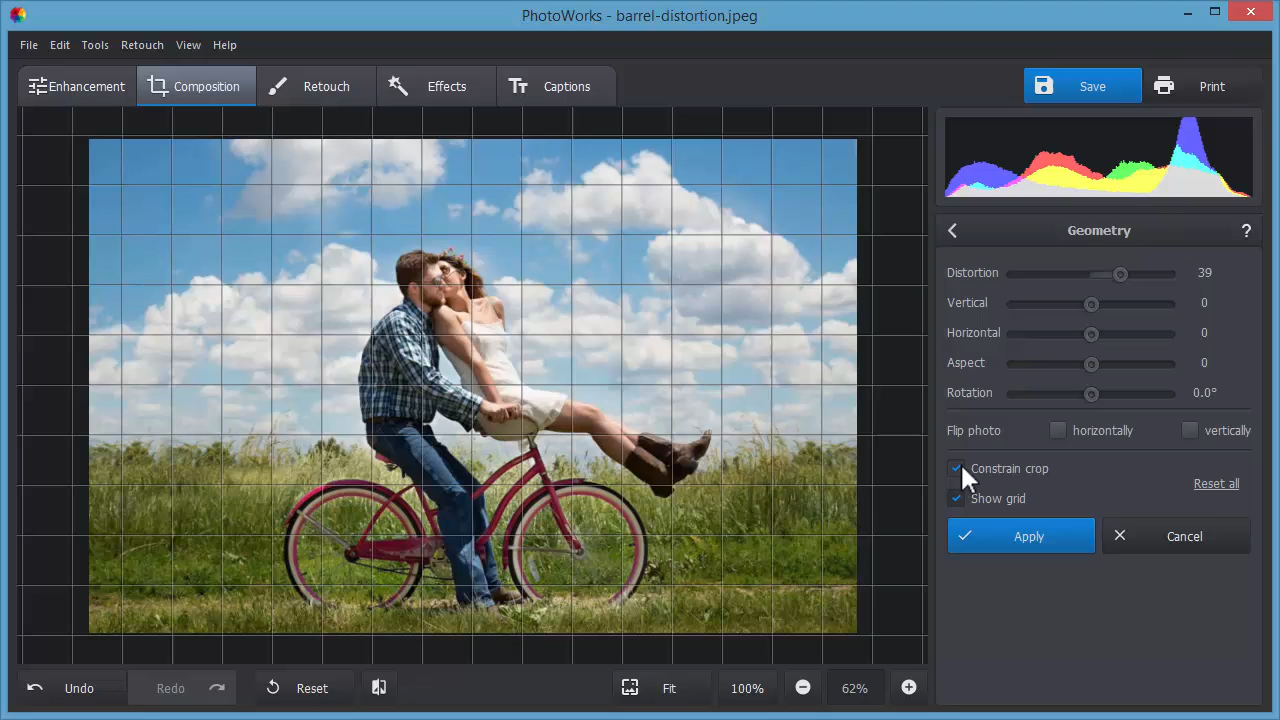 PhotoWorks - barrel-distortion.jpeg
File Edit Tools Retouch View Help
Enhancement Composition Retouch Effects Captions Save Print
Geometry ?
Distortion 39
Vertical 0
Horizontal 0
Aspect 0
Rotation 0.0°
Flip photo horizontally vertically
Constrain crop
Reset all
Show grid
Apply Cancel
Undo Redo Reset Fit 100% 62%